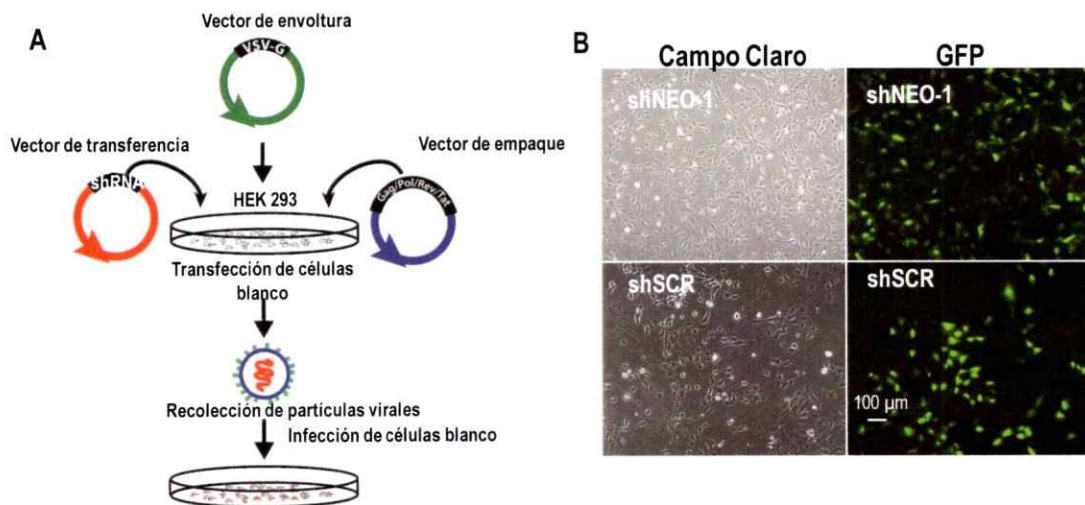 A
Vector de envoltura
VSV-G
Vector de transferencia
shRNA
Vector de empaque
Gag/Pol/Rev/Tat
HEK 293
Transfección de células
blanco
Recolección de partículas virales
Infección de células blanco
B
Campo Claro
GFP
shNEO-1
shNEO-1
shSCR
shSCR
100 µm